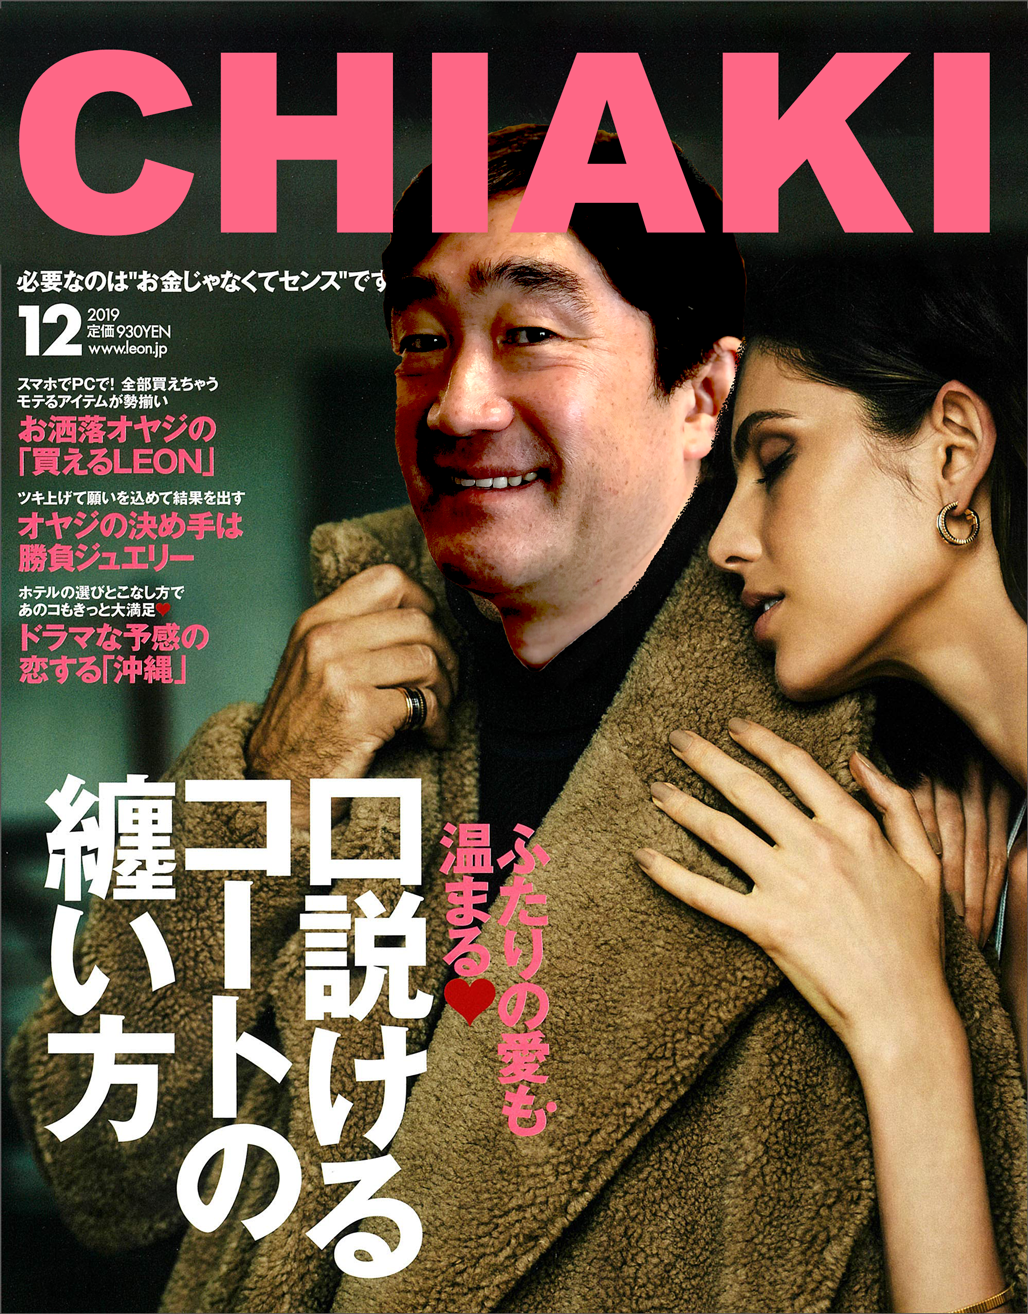 CHIAKI
必要なのは"お金じゃなくてセンス"です
12
2019
定価930YEN
www.leon.jp
スマホでPCで! 全部買えちゃう
モテるアイテムが勢揃い
お洒落オヤジの
「買えるLEON」
ツキ上げて願いを込めて結果を出す
オヤジの決め手は
勝負ジュエリー
ホテルの選びとこなし方で
あのコもきっと大満足♥
ドラマな予感の
恋する「沖縄」
ふたりの愛も
温まる♥
口説ける
コートの
纏い方